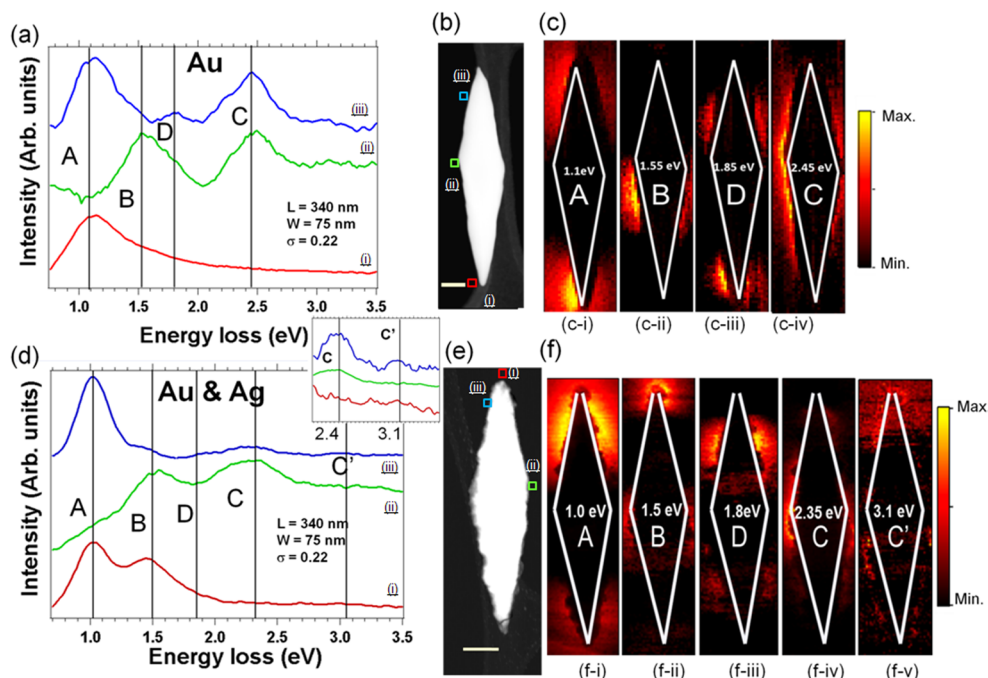 (a)
Au
Intensity (Arb. units)
A
B
D
C
(iii)
(ii)
(i)
L = 340 nm
W = 75 nm
σ = 0.22
1.0 1.5 2.0 2.5 3.0 3.5
Energy loss (eV)
(b)
(iii)
(ii)
(i)
(c)
1.1eV
A
1.55 eV
B
1.85 eV
D
2.45 eV
C
(c-i) (c-ii) (c-iii) (c-iv)
Max.
Min.
(d)
Au & Ag
Intensity (Arb. units)
A
B
D
C
C'
(iii)
(ii)
(i)
L = 340 nm
W = 75 nm
σ = 0.22
1.0 1.5 2.0 2.5 3.0 3.5
Energy loss (eV)
C
C'
2.4 3.1
(e)
(i)
(iii)
(ii)
(f)
1.0 eV
A
1.5 eV
B
1.8eV
D
2.35 eV
C
3.1 eV
C'
(f-i) (f-ii) (f-iii) (f-iv) (f-v)
Max
Min.